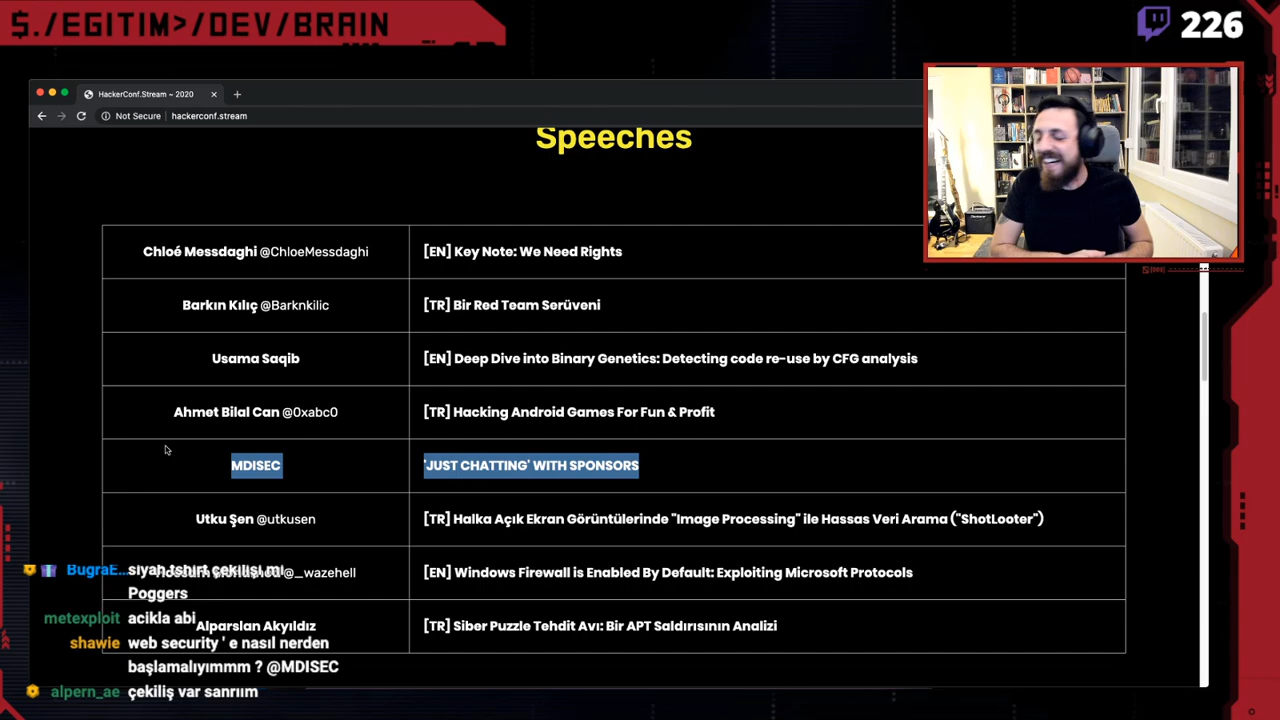 $./EGITIM>/DEV/BRAIN
226
HackerConf.Stream ~ 2020
Not Secure
hackerconf.stream
Speeches
Chloé Messdaghi @ChloeMessdaghi
[EN] Key Note: We Need Rights
Barkın Kılıç @Barknkilic
[TR] Bir Red Team Serüveni
Usama Saqib
[EN] Deep Dive into Binary Genetics: Detecting code re-use by CFG analysis
Ahmet Bilal Can @0xabc0
[TR] Hacking Android Games For Fun & Profit
MDISEC
'JUST CHATTING' WITH SPONSORS
Utku Şen @utkusen
[TR] Halka Açık Ekran Görüntülerinde "Image Processing" ile Hassas Veri Arama ("ShotLooter")
@_wazehell
[EN] Windows Firewall is Enabled By Default: Exploiting Microsoft Protocols
Alparslan Akyıldız
[TR] Siber Puzzle Tehdit Avı: Bir APT Saldırısının Analizi
BugraE... siyah tshirt çekilişi mi
Poggers
metexploit acikla abi
shawie web security ' e nasıl nerden
başlamalıyımmm ? @MDISEC
alpern_ae çekiliş var sanrıım